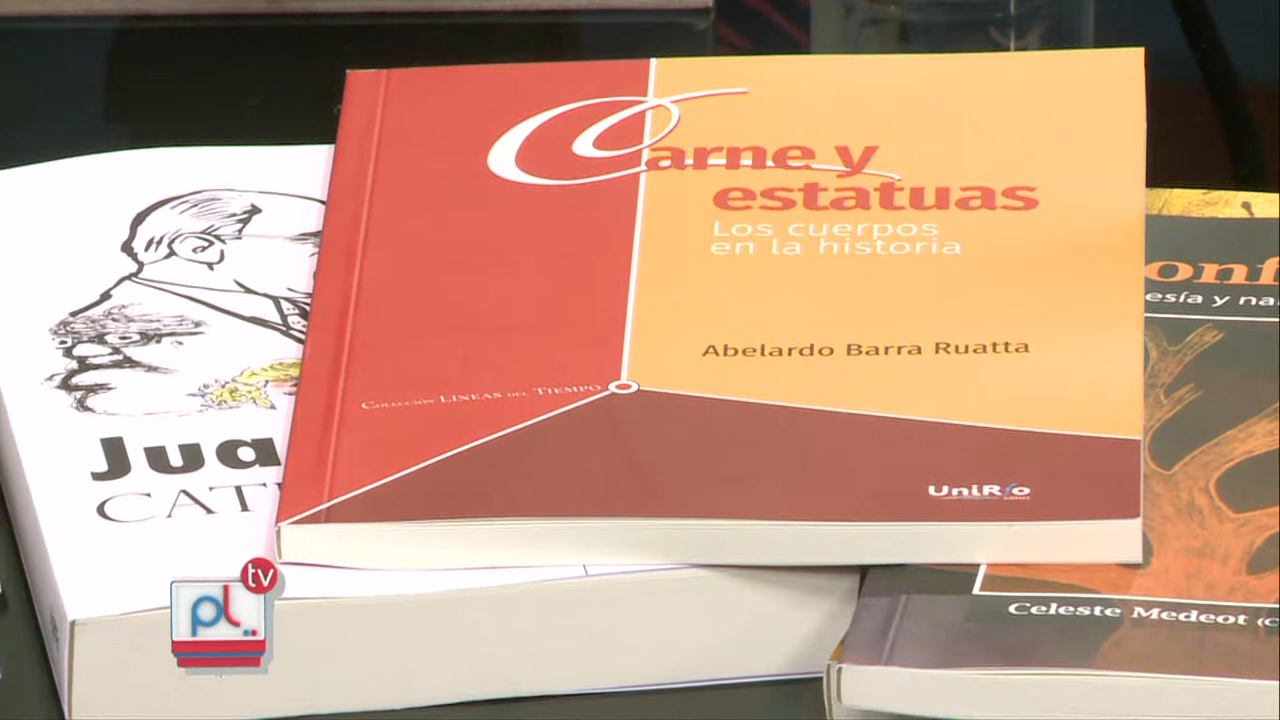 Carne y
estatuas
Los cuerpos
en la historia
Abelardo Barra Ruatta
COLECCIÓN LÍNEAS DEL TIEMPO
UniRío
editora
Jua
CAT
onf
esía y na
Celeste Medeot (C
tv
pl..